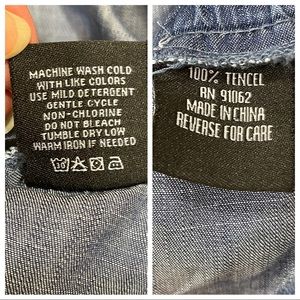 MACHINE WASH COLD
WITH LIKE COLORS
USE MILD DETERGENT
GENTLE CYCLE
NON-CHLORINE
DO NOT BLEACH
TUMBLE DRY LOW
WARM IRON IF NEEDED
30
100% TENCEL
RN 91062
MADE IN CHINA
REVERSE FOR CARE